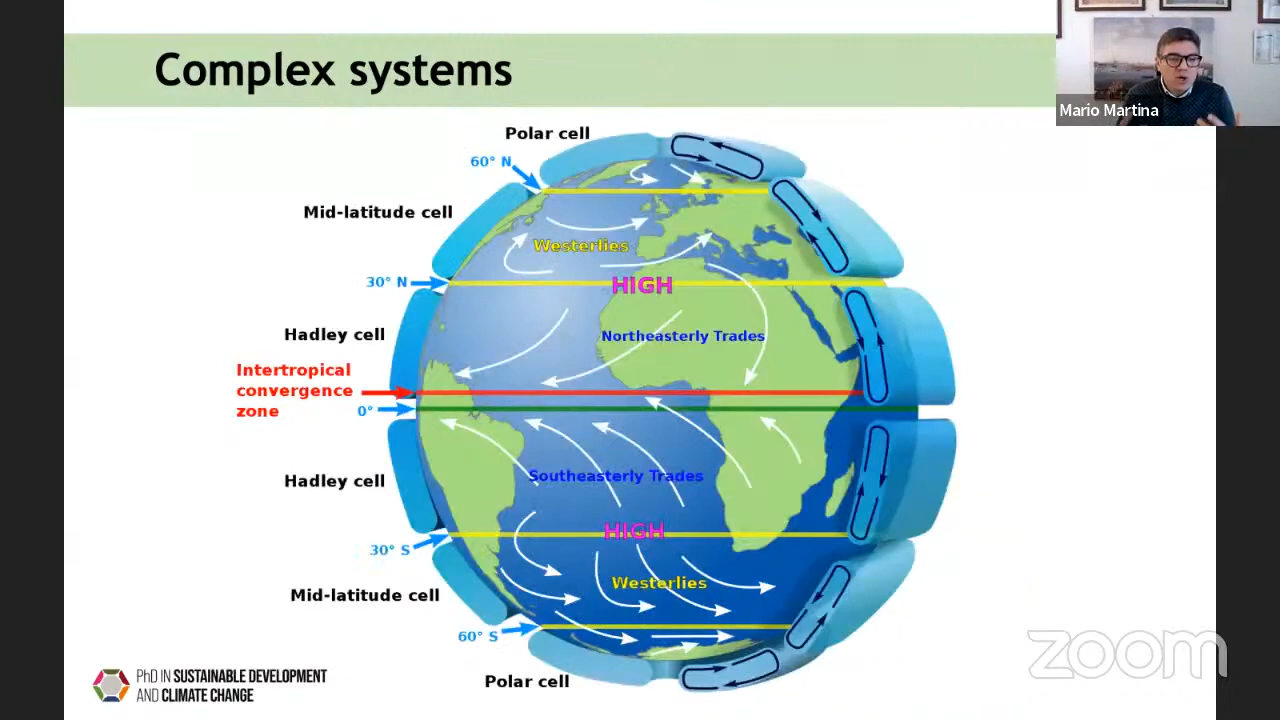 Complex systems
Mario Martina
Polar cell
60° N
Mid-latitude cell
Westerlies
30° N
HIGH
Hadley cell
Northeasterly Trades
Intertropical
convergence
zone
0°
Hadley cell
Southeasterly Trades
HIGH
30° S
Mid-latitude cell
Westerlies
60° S
Polar cell
zoom
PhD IN SUSTAINABLE DEVELOPMENT
AND CLIMATE CHANGE